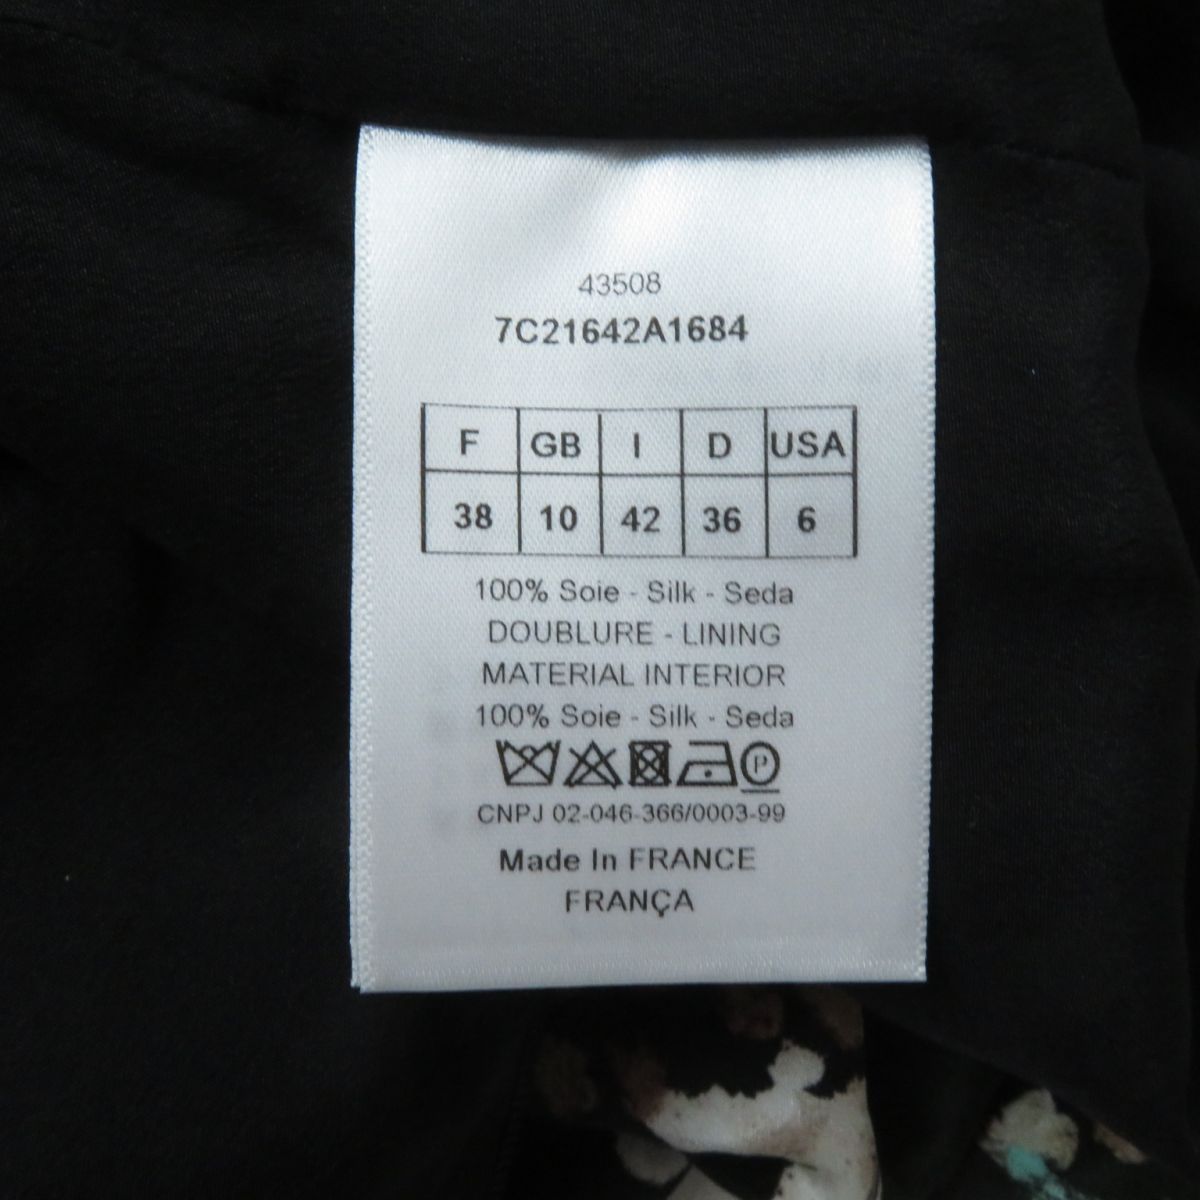 43508
7C21642A1684
F GB I D USA
38 10 42 36 6
100% Soie - Silk - Seda
DOUBLURE - LINING
MATERIAL INTERIOR
100% Soie - Silk - Seda
P
CNPJ 02-046-366/0003-99
Made In FRANCE
FRANÇA